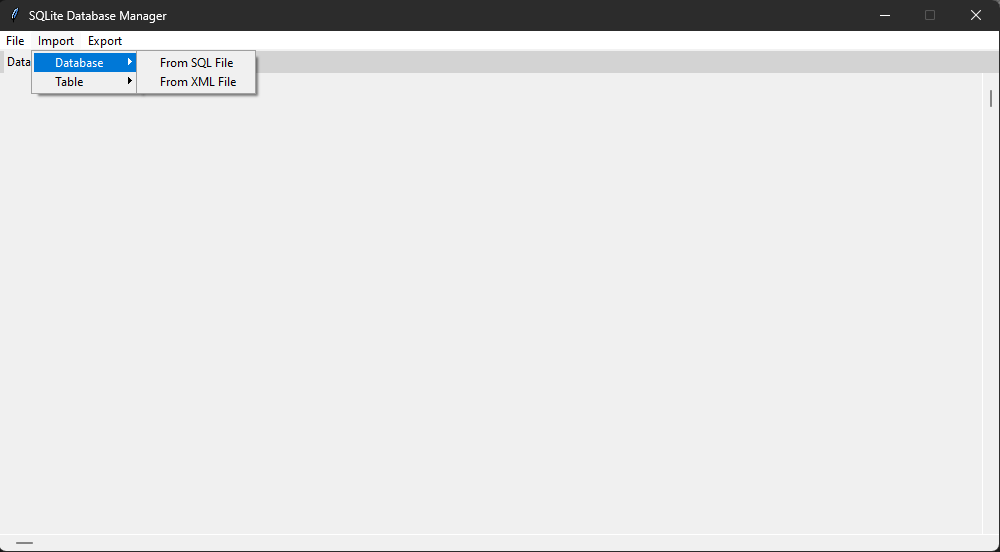 SQLite Database Manager
File Import Export
Data
Database From SQL File
Table From XML File